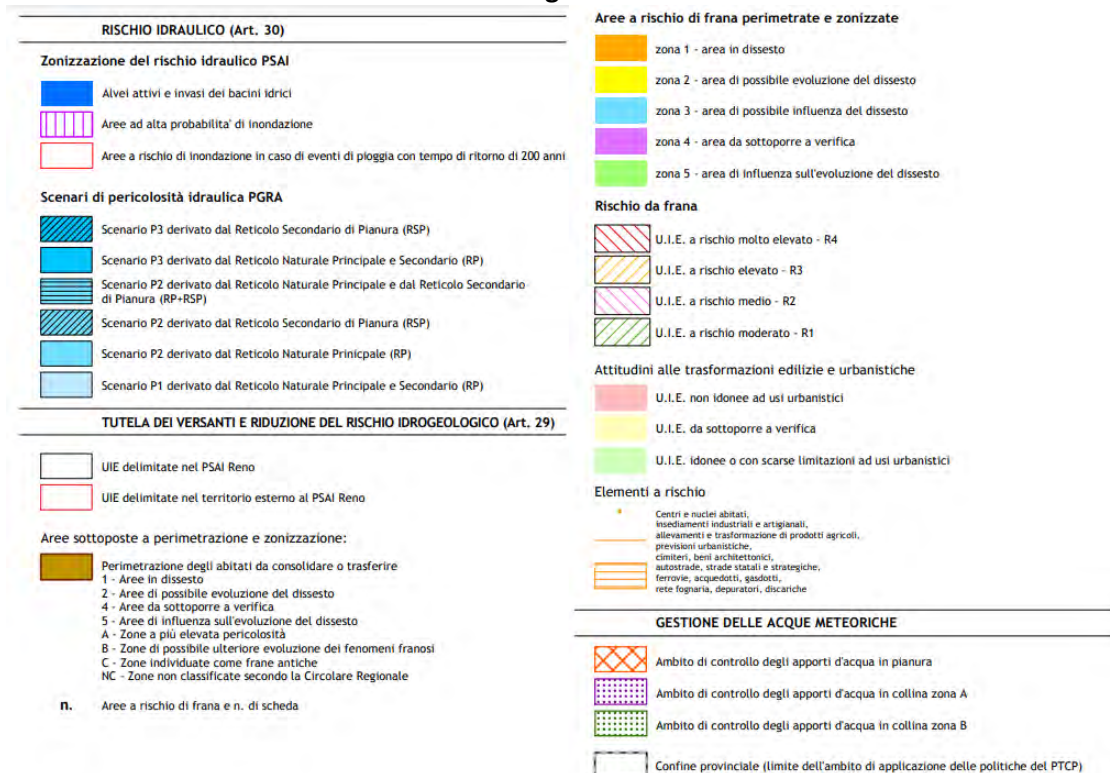 RISCHIO IDRAULICO (Art. 30)
Zonizzazione del rischio idraulico PSAI
Alvei attivi e invasi dei bacini idrici
Aree ad alta probabilita' di inondazione
Aree a rischio di inondazione in caso di eventi di pioggia con tempo di ritorno di 200 anni
Scenari di pericolosità idraulica PGRA
Scenario P3 derivato dal Reticolo Secondario di Pianura (RSP)
Scenario P3 derivato dal Reticolo Naturale Principale e Secondario (RP)
Scenario P2 derivato dal Reticolo Naturale Principale e dal Reticolo Secondario
di Pianura (RP+RSP)
Scenario P2 derivato dal Reticolo Secondario di Pianura (RSP)
Scenario P2 derivato dal Reticolo Naturale Prinicpale (RP)
Scenario P1 derivato dal Reticolo Naturale Principale e Secondario (RP)
TUTELA DEI VERSANTI E RIDUZIONE DEL RISCHIO IDROGEOLOGICO (Art. 29)
UIE delimitate nel PSAI Reno
UIE delimitate nel territorio esterno al PSAI Reno
Aree sottoposte a perimetrazione e zonizzazione:
Perimetrazione degli abitati da consolidare o trasferire
1 - Aree in dissesto
2 - Aree di possibile evoluzione del dissesto
4 - Aree da sottoporre a verifica
5 - Aree di influenza sull'evoluzione del dissesto
A - Zone a più elevata pericolosità
B - Zone di possibile ulteriore evoluzione dei fenomeni franosi
C - Zone individuate come frane antiche
NC - Zone non classificate secondo la Circolare Regionale
n. Aree a rischio di frana e n. di scheda
Aree a rischio di frana perimetrate e zonizzate
zona 1 - area in dissesto
zona 2 - area di possibile evoluzione del dissesto
zona 3 - area di possibile influenza del dissesto
zona 4 - area da sottoporre a verifica
zona 5 - area di influenza sull'evoluzione del dissesto
Rischio da frana
U.I.E. a rischio molto elevato - R4
U.I.E. a rischio elevato - R3
U.I.E. a rischio medio - R2
U.I.E. a rischio moderato - R1
Attitudini alle trasformazioni edilizie e urbanistiche
U.I.E. non idonee ad usi urbanistici
U.I.E. da sottoporre a verifica
U.I.E. idonee o con scarse limitazioni ad usi urbanistici
Elementi a rischio
Centri e nuclei abitati,
insediamenti industriali e artigianali,
allevamenti e trasformazione di prodotti agricoli,
previsioni urbanistiche,
cimiteri, beni architettonici,
autostrade, strade statali e strategiche,
ferrovie, acquedotti, gasdotti,
rete fognaria, depuratori, discariche
GESTIONE DELLE ACQUE METEORICHE
Ambito di controllo degli apporti d'acqua in pianura
Ambito di controllo degli apporti d'acqua in collina zona A
Ambito di controllo degli apporti d'acqua in collina zona B
Confine provinciale (limite dell'ambito di applicazione delle politiche del PTCP)